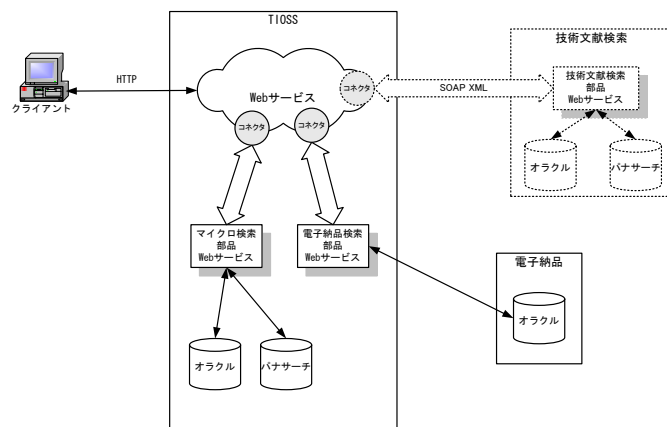 TIOSS
技術文献検索
HTTP
Webサービス
コネクタ
SOAP XML
技術文献検索
部品
Webサービス
クライアント
コネクタ
コネクタ
オラクル
パナサーチ
マイクロ検索
部品
Webサービス
電子納品検索
部品
Webサービス
電子納品
オラクル
オラクル
パナサーチ